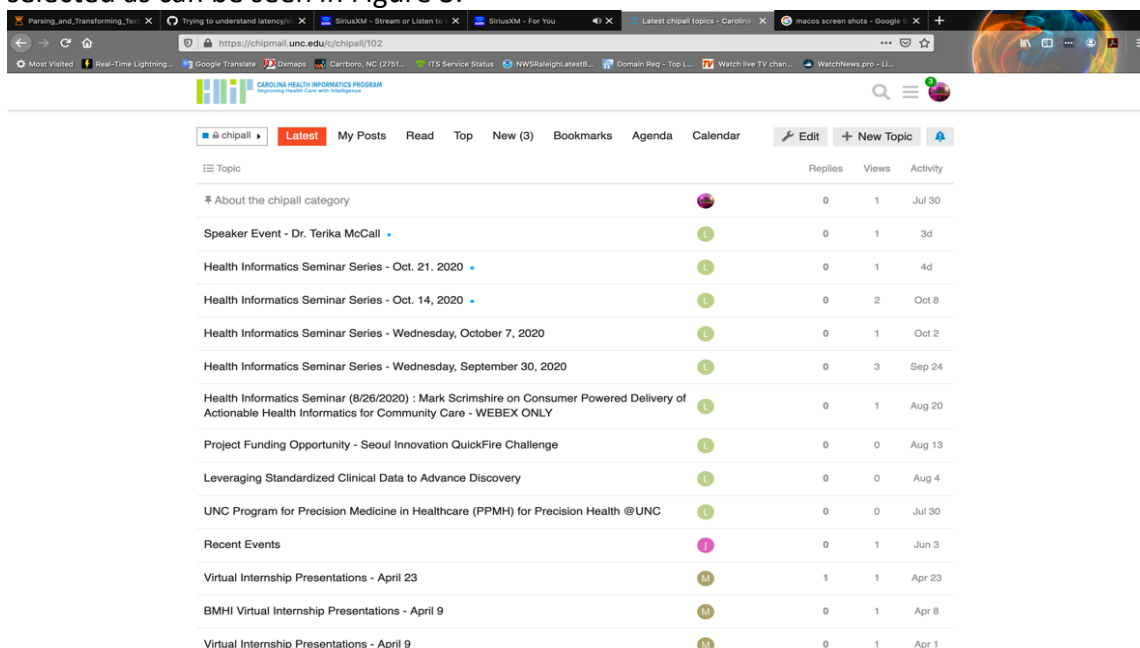 selected as can be seen in Figure 3.
Parsing_and_Transforming_Tex
Trying to understand latency/s
SiriusXM - Stream or Listen to
SiriusXM - For You
Latest chipall topics - Carolina
macos screen shots - Google S
https://chipmail.unc.edu/c/chipall/102
Most Visited
Real-Time Lightning...
Google Translate
Dxmaps
Carrboro, NC (2751...
ITS Service Status
NWSRaleighLatestB...
Domain Req - Top L...
Watch live TV chan...
WatchNews.pro - Li...
CAROLINA HEALTH INFORMATICS PROGRAM
Improving Health Care with Intelligence
3
chipall Latest My Posts Read Top New (3) Bookmarks Agenda Calendar Edit + New Topic
Topic Replies Views Activity
About the chipall category 0 1 Jul 30
Speaker Event - Dr. Terika McCall L 0 1 3d
Health Informatics Seminar Series - Oct. 21. 2020 L 0 1 4d
Health Informatics Seminar Series - Oct. 14, 2020 L 0 2 Oct 8
Health Informatics Seminar Series - Wednesday, October 7, 2020 L 0 1 Oct 2
Health Informatics Seminar Series - Wednesday, September 30, 2020 L 0 3 Sep 24
Health Informatics Seminar (8/26/2020) : Mark Scrimshire on Consumer Powered Delivery of
Actionable Health Informatics for Community Care - WEBEX ONLY L 0 1 Aug 20
Project Funding Opportunity - Seoul Innovation QuickFire Challenge L 0 0 Aug 13
Leveraging Standardized Clinical Data to Advance Discovery L 0 0 Aug 4
UNC Program for Precision Medicine in Healthcare (PPMH) for Precision Health @UNC L 0 0 Jul 30
Recent Events J 0 1 Jun 3
Virtual Internship Presentations - April 23 M 1 1 Apr 23
BMHI Virtual Internship Presentations - April 9 M 0 1 Apr 8
Virtual Internship Presentations - April 9 M 0 1 Apr 1